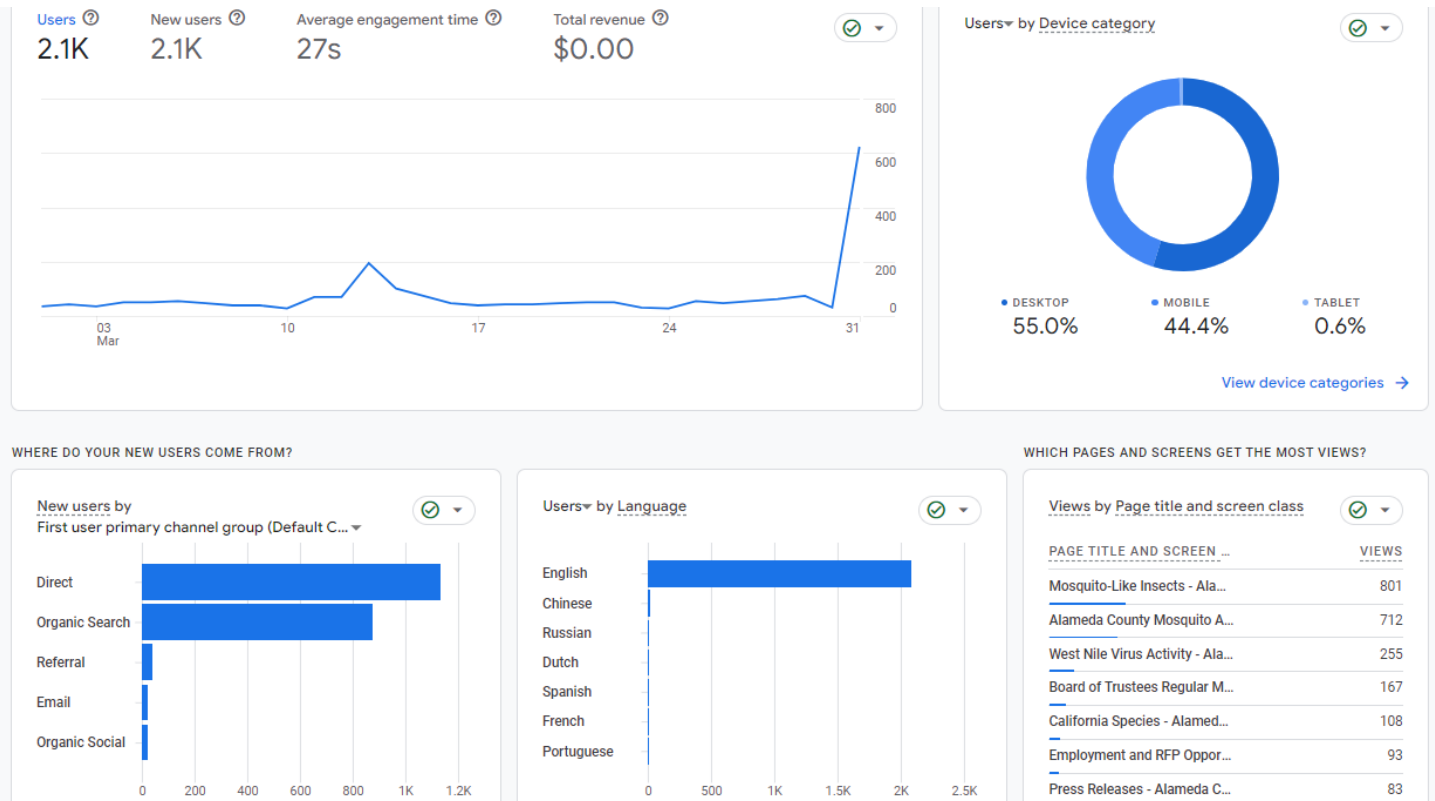 Users
New users
Average engagement time
Total revenue
2.1K
2.1K
27s
$0.00
800
600
400
200
0
03
Mar
10
17
24
31
Users by Device category
DESKTOP
MOBILE
TABLET
55.0%
44.4%
0.6%
View device categories →
WHERE DO YOUR NEW USERS COME FROM?
New users by
First user primary channel group (Default C...
Direct
Organic Search
Referral
Email
Organic Social
0 200 400 600 800 1K 1.2K
Users by Language
English
Chinese
Russian
Dutch
Spanish
French
Portuguese
0 500 1K 1.5K 2K 2.5K
WHICH PAGES AND SCREENS GET THE MOST VIEWS?
Views by Page title and screen class
PAGE TITLE AND SCREEN ... VIEWS
Mosquito-Like Insects - Ala... 801
Alameda County Mosquito A... 712
West Nile Virus Activity - Ala... 255
Board of Trustees Regular M... 167
California Species - Alamed... 108
Employment and RFP Oppor... 93
Press Releases - Alameda C... 83